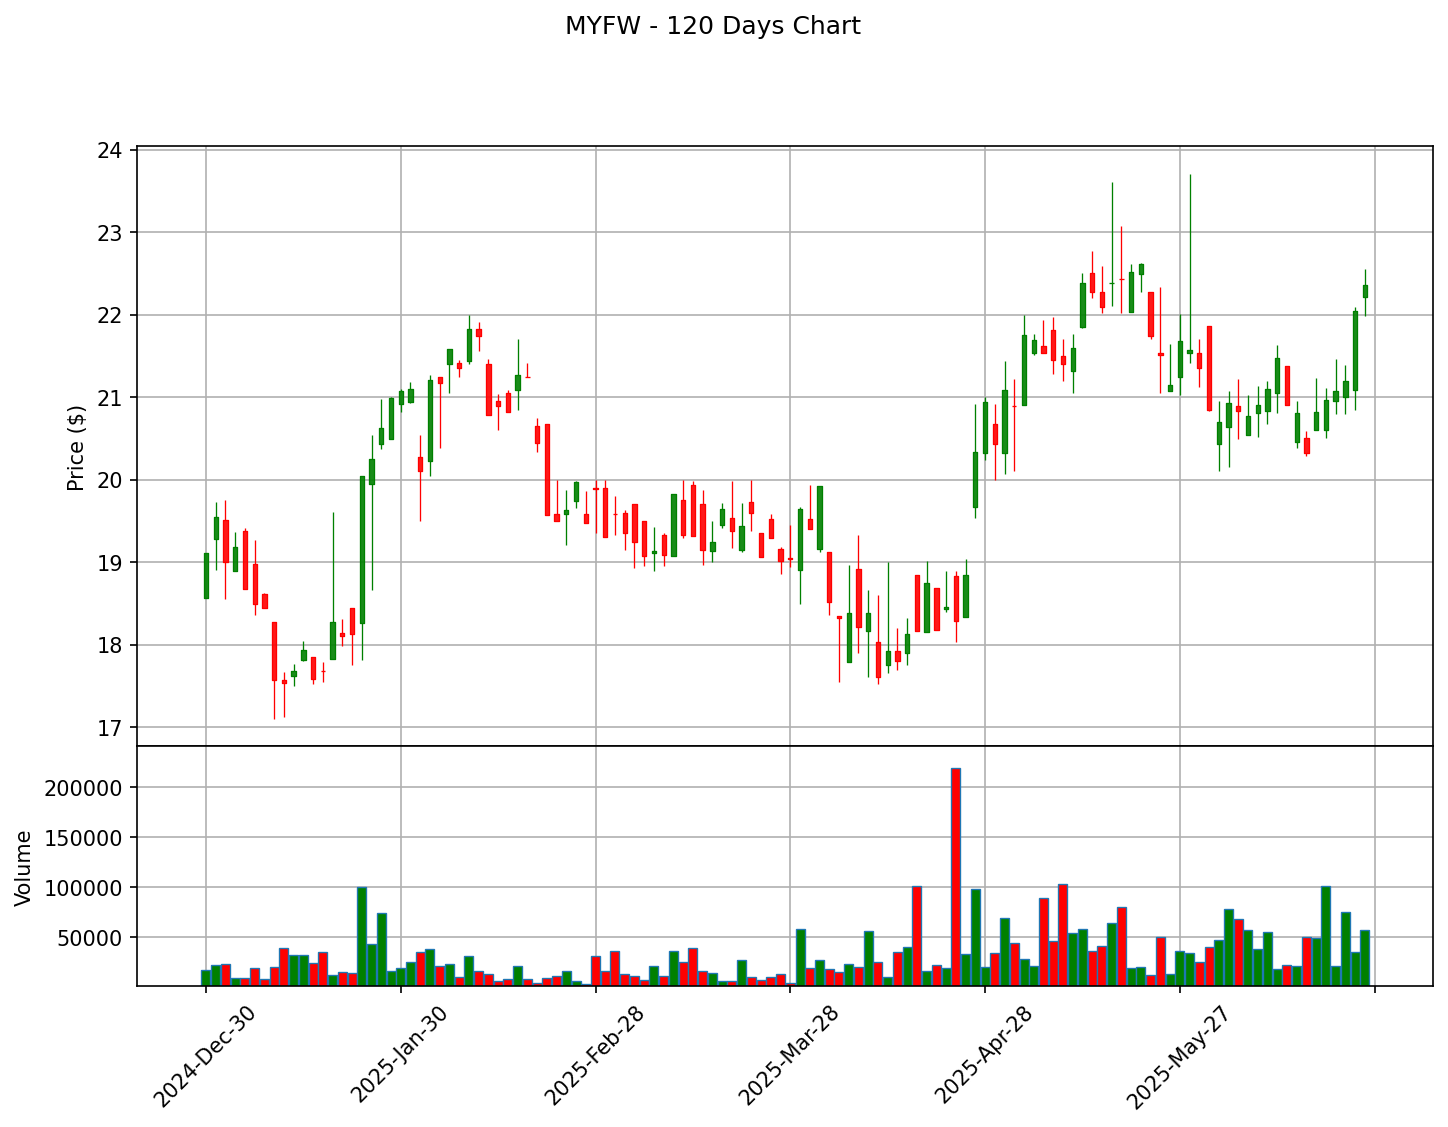 MYFW - 120 Days Chart
24
23
22
21
20
19
18
17
Price ($)
200000
150000
100000
50000
Volume
2024-Dec-30
2025-Jan-30
2025-Feb-28
2025-Mar-28
2025-Apr-28
2025-May-27